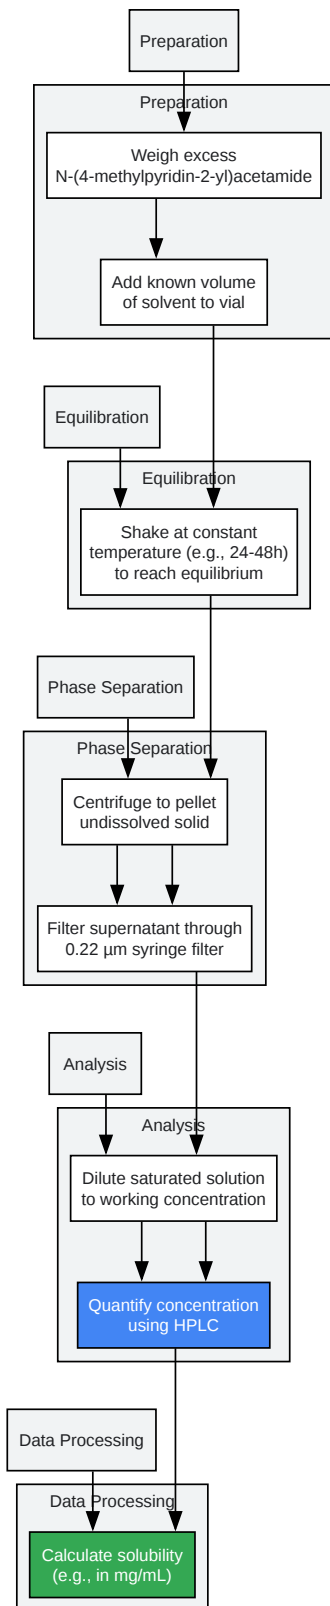 Preparation
Preparation
Weigh excess
N-(4-methylpyridin-2-yl)acetamide
Add known volume
of solvent to vial
Equilibration
Equilibration
Shake at constant
temperature (e.g., 24-48h)
to reach equilibrium
Phase Separation
Phase Separation
Centrifuge to pellet
undissolved solid
Filter supernatant through
0.22 µm syringe filter
Analysis
Analysis
Dilute saturated solution
to working concentration
Quantify concentration
using HPLC
Data Processing
Data Processing
Calculate solubility
(e.g., in mg/mL)